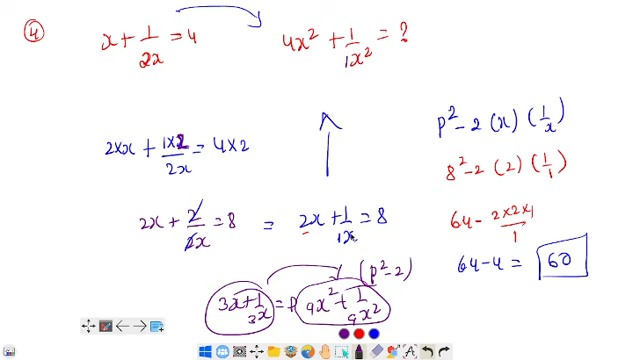 ④ x + 1/2x = 4    4x² + 1/1x² = ?
2×x + 1×2/2x = 4×2
2x + 2/2x = 8 = 2x + 1/1x = 8
3x + 1/3x = P    9x² + 1/9x²    (P² - 2)
P² - 2 (x) (1/x)
8² - 2 (2) (1/1)
64 - 2×2×1/1
64 - 4 = 60